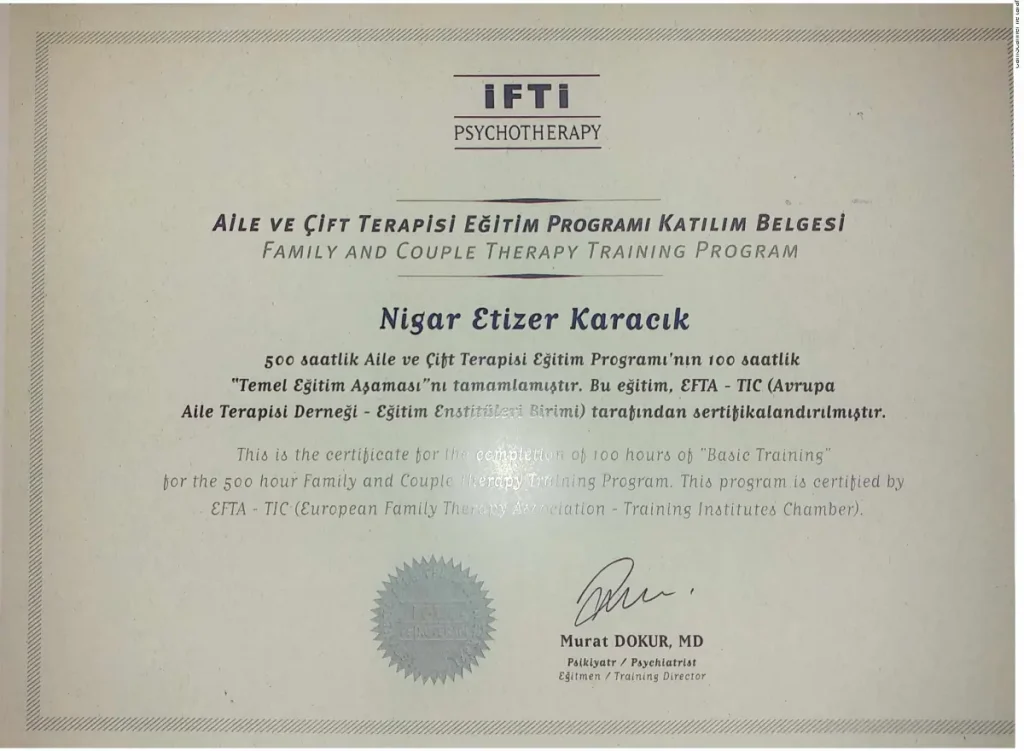 iFTi
PSYCHOTHERAPY
AİLE VE ÇİFT TERAPİSİ EĞİTİM PROGRAMI KATILIM BELGESİ
FAMILY AND COUPLE THERAPY TRAINING PROGRAM
Nigar Etizer Karacık
500 saatlik Aile ve Çift Terapisi Eğitim Programı'nın 100 saatlik
"Temel Eğitim Aşaması"nı tamamlamıştır. Bu eğitim, EFTA - TIC (Avrupa
Aile Terapisi Derneği - Eğitim Enstitüleri Birimi) tarafından sertifikalandırılmıştır.
This is the certificate for the completion of 100 hours of "Basic Training"
for the 500 hour Family and Couple Therapy Training Program. This program is certified by
EFTA - TIC (European Family Therapy Association - Training Institutes Chamber).
Murat DOKUR, MD
Psikiyatr / Psychiatrist
Eğitmen / Training Director